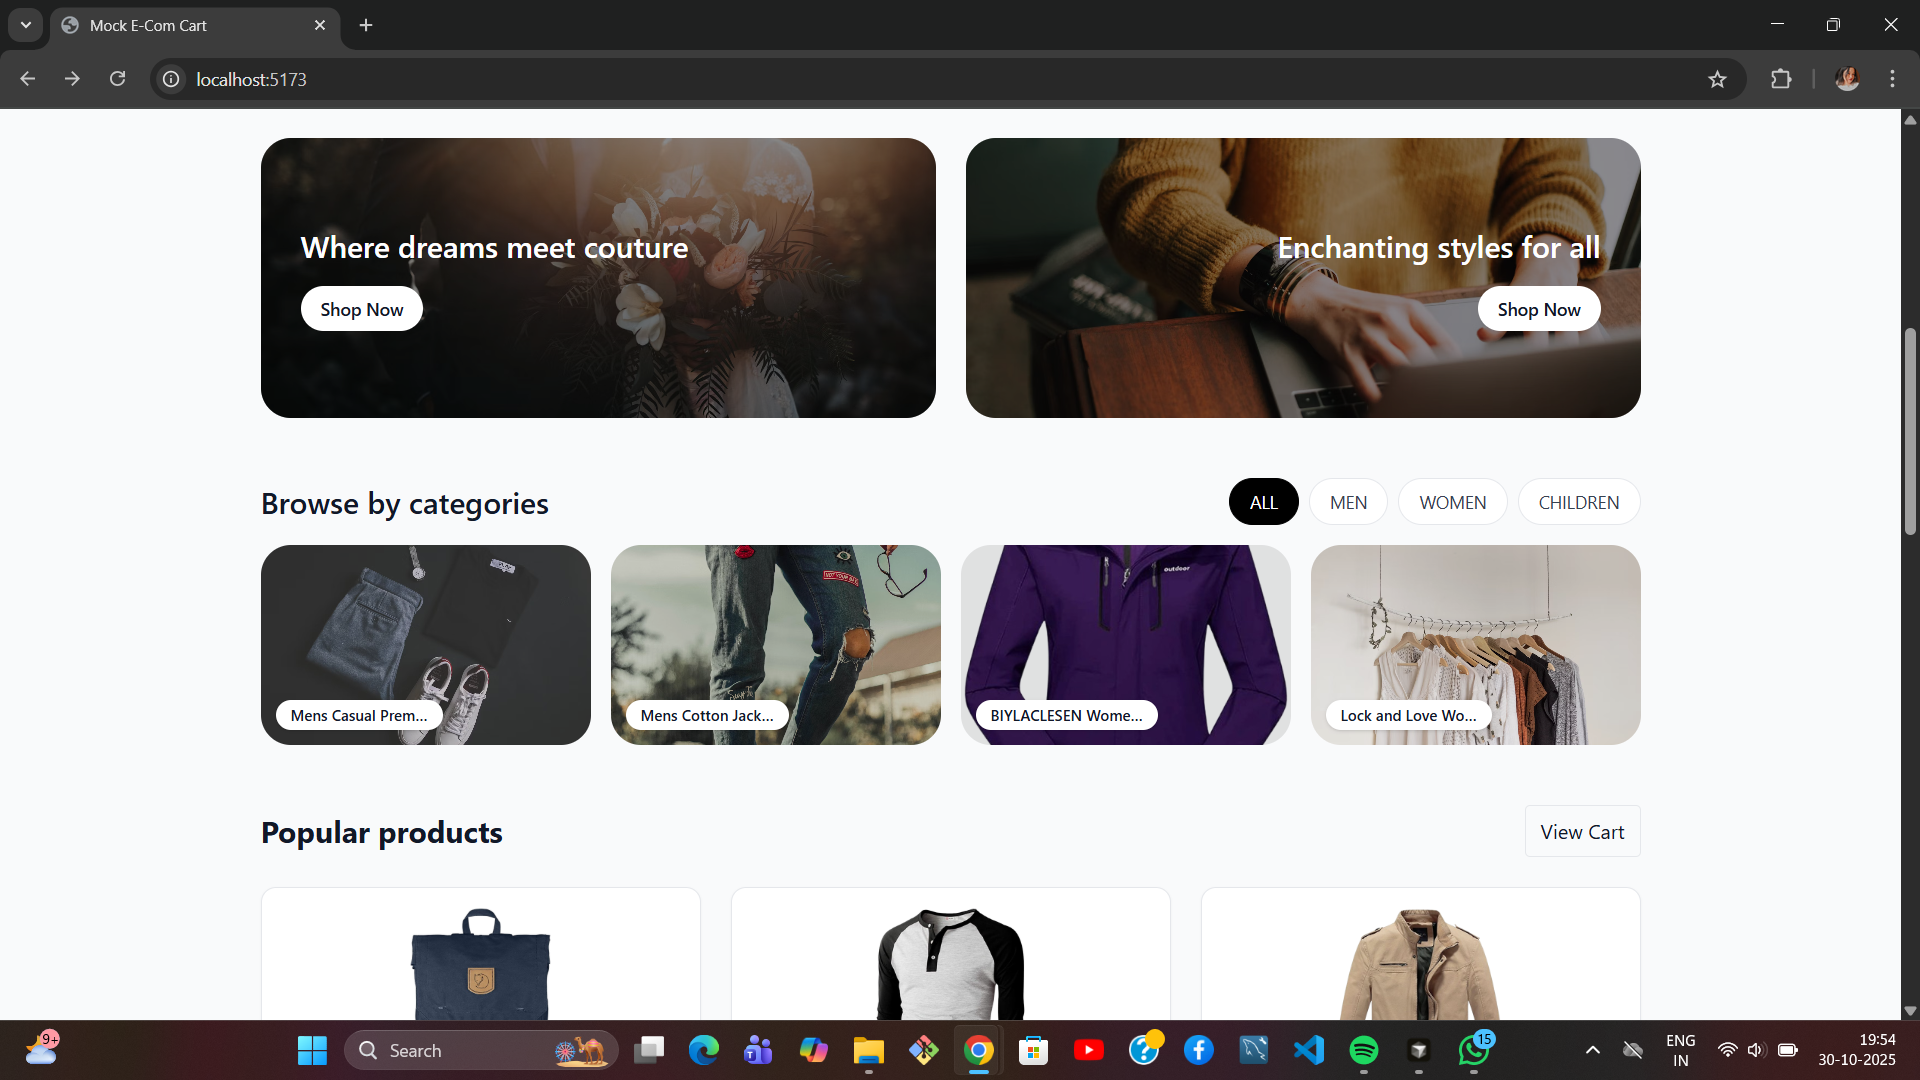 Mock E-Com Cart
localhost:5173
Where dreams meet couture
Shop Now
Enchanting styles for all
Shop Now
Browse by categories
ALL
MEN
WOMEN
CHILDREN
outdoor
Mens Casual Prem...
Mens Cotton Jack...
BIYLACLESEN Wome...
Lock and Love Wo...
Popular products
View Cart
9+
Search
15
ENG
IN
19:54
30-10-2025